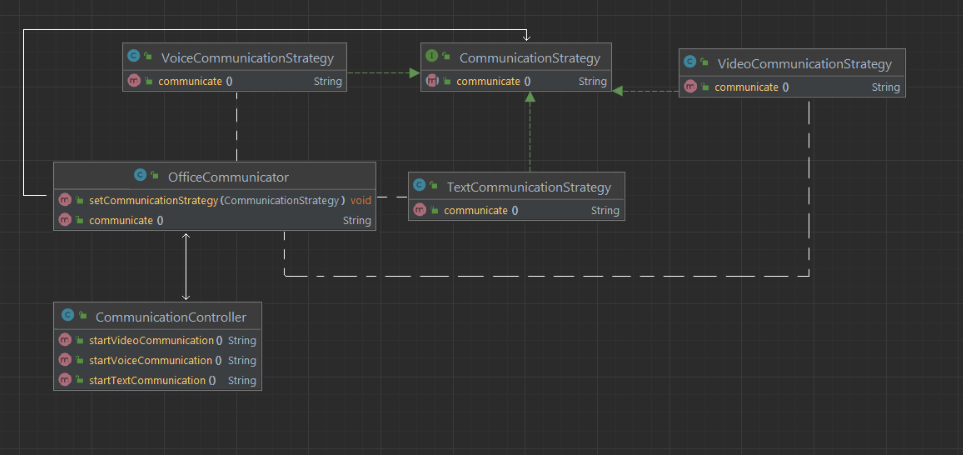 VoiceCommunicationStrategy
communicate () String
CommunicationStrategy
communicate () String
VideoCommunicationStrategy
communicate () String
OfficeCommunicator
setCommunicationStrategy (CommunicationStrategy ) void
communicate () String
TextCommunicationStrategy
communicate () String
CommunicationController
startVideoCommunication () String
startVoiceCommunication () String
startTextCommunication () String